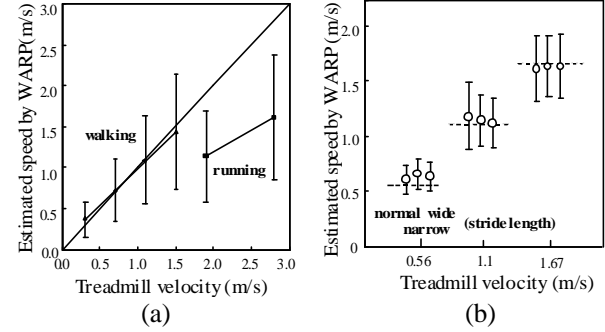 Estimated speed by WARP (m/s)
3.0
2.5
2.0
1.5
1.0
0.5
0.0
walking
running
0.0 0.5 1.0 1.5 2.0 2.5 3.0
Treadmill velocity (m/s)
(a)
Estimated speed by WARP (m/s)
2.0
1.5
1.0
0.5
0
normal wide
narrow
(stride length)
0.56 1.1 1.67
Treadmill velocity (m/s)
(b)